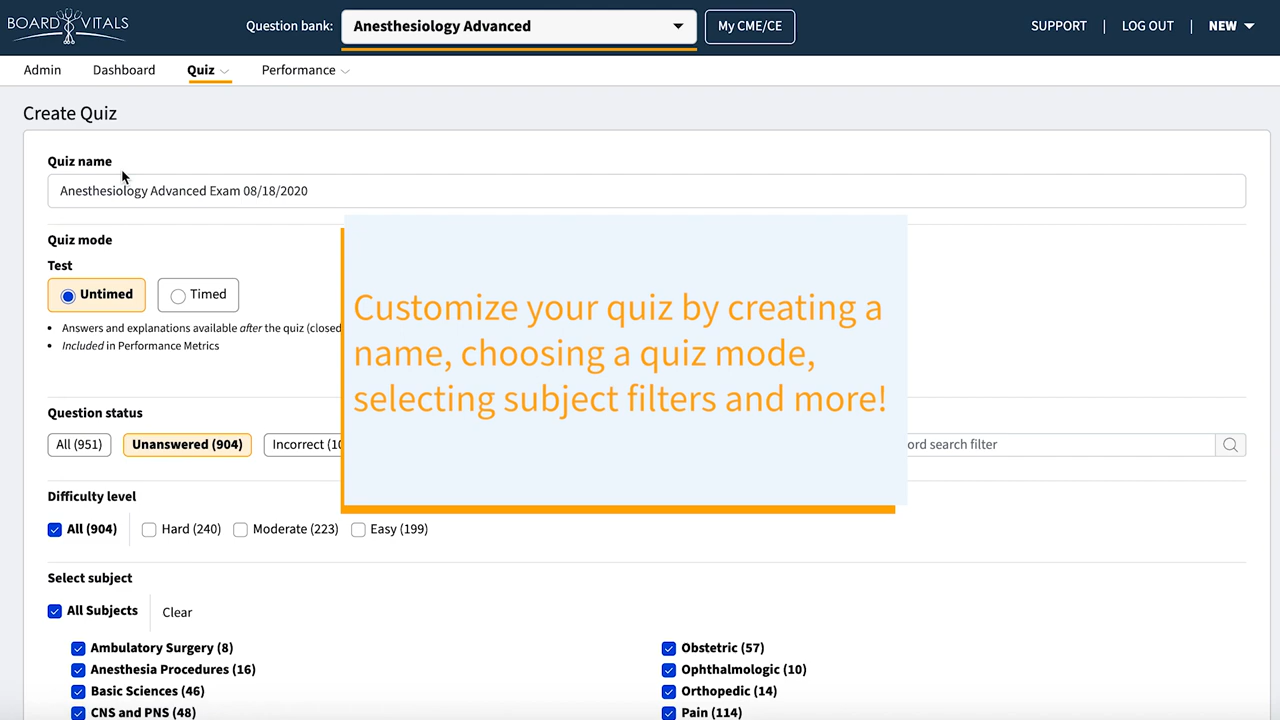 BOARD VITALS
Question bank: Anesthesiology Advanced My CME/CE SUPPORT | LOG OUT | NEW
Admin Dashboard Quiz Performance
Create Quiz
Quiz name
Anesthesiology Advanced Exam 08/18/2020
Quiz mode
Test
Untimed Timed
• Answers and explanations available after the quiz (closed
• Included in Performance Metrics
Customize your quiz by creating a
name, choosing a quiz mode,
selecting subject filters and more!
Question status
All (951) Unanswered (904) Incorrect (10 ord search filter
Difficulty level
All (904) Hard (240) Moderate (223) Easy (199)
Select subject
All Subjects Clear
Ambulatory Surgery (8) Obstetric (57)
Anesthesia Procedures (16) Ophthalmologic (10)
Basic Sciences (46) Orthopedic (14)
CNS and PNS (48) Pain (114)